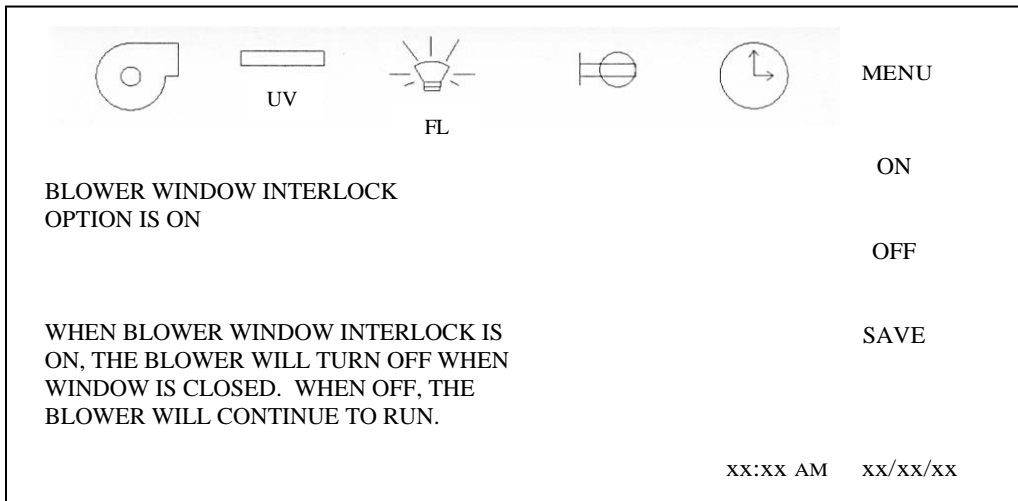 UV
FL
MENU
ON
BLOWER WINDOW INTERLOCK
OPTION IS ON
OFF
WHEN BLOWER WINDOW INTERLOCK IS
ON, THE BLOWER WILL TURN OFF WHEN
WINDOW IS CLOSED.  WHEN OFF, THE
BLOWER WILL CONTINUE TO RUN.
SAVE
xx:xx AM xx/xx/xx